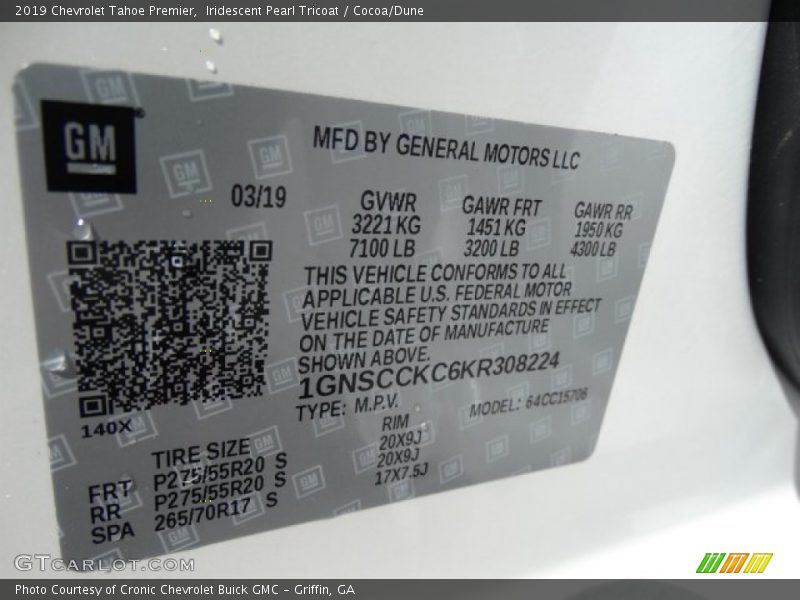 2019 Chevrolet Tahoe Premier,  Iridescent Pearl Tricoat / Cocoa/Dune
GM
MFD BY GENERAL MOTORS LLC
03/19
GVWR GAWR FRT GAWR RR
3221 KG 1451 KG 1950 KG
7100 LB 3200 LB 4300 LB
THIS VEHICLE CONFORMS TO ALL
APPLICABLE U.S. FEDERAL MOTOR
VEHICLE SAFETY STANDARDS IN EFFECT
ON THE DATE OF MANUFACTURE
SHOWN ABOVE.
1GNSCCKC6KR308224
TYPE: M.P.V. MODEL: 64CC15706
140X
TIRE SIZE RIM
FRT P275/55R20 S 20X9J
RR P275/55R20 S 20X9J
SPA 265/70R17 S 17X7.5J
GTCARLOT.COM
Photo Courtesy of Cronic Chevrolet Buick GMC – Griffin, GA